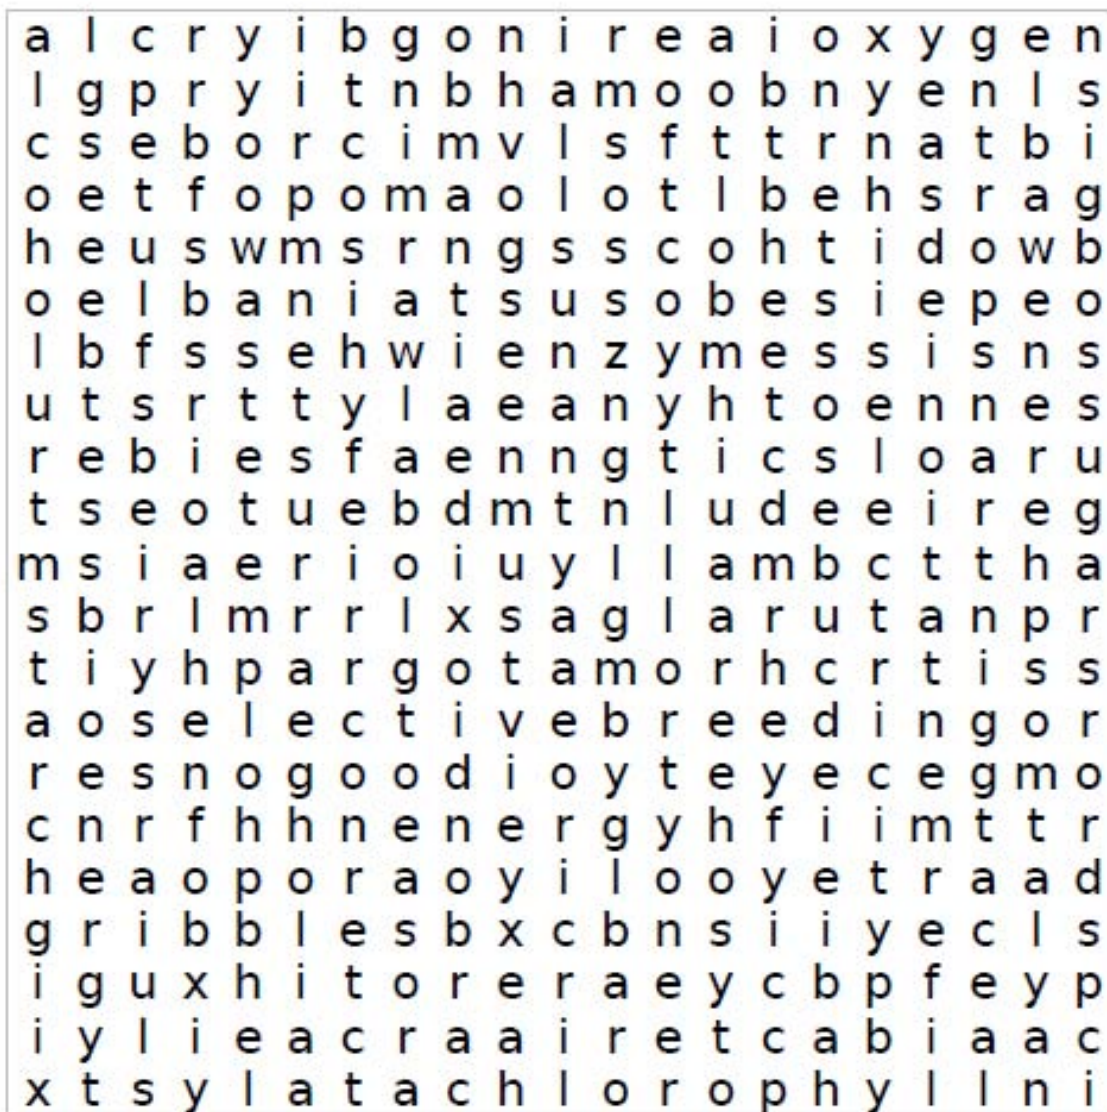 a l c r y i b g o n i r e a i o x y g e n
l g p r y i t n b h a m o o b n y e n l s
c s e b o r c i m v l s f t t r n a t b i
o e t f o p o m a o l o t l b e h s r a g
h e u s w m s r n g s s c o h t i d o w b
o e l b a n i a t s u s o b e s i e p e o
l b f s s e h w i e n z y m e s s i s n s
u t s r t t y l a e a n y h t o e n n e s
r e b i e s f a e n n g t i c s l o a r u
t s e o t u e b d m t n l u d e e i r e g
m s i a e r i o i u y l l a m b c t t h a
s b r l m r r l x s a g l a r u t a n p r
t i y h p a r g o t a m o r h c r t i s s
a o s e l e c t i v e b r e e d i n g o r
r e s n o g o o d i o y t e y e c e g m o
c n r f h h n e n e r g y h f i i m t t r
h e a o p o r a o y i l o o y e t r a a d
g r i b b l e s b x c b n s i i y e c l s
i g u x h i t o r e r a e y c b p f e y p
i y l i e a c r a a i r e t c a b i a a c
x t s y l a t a c h l o r o p h y l l n i